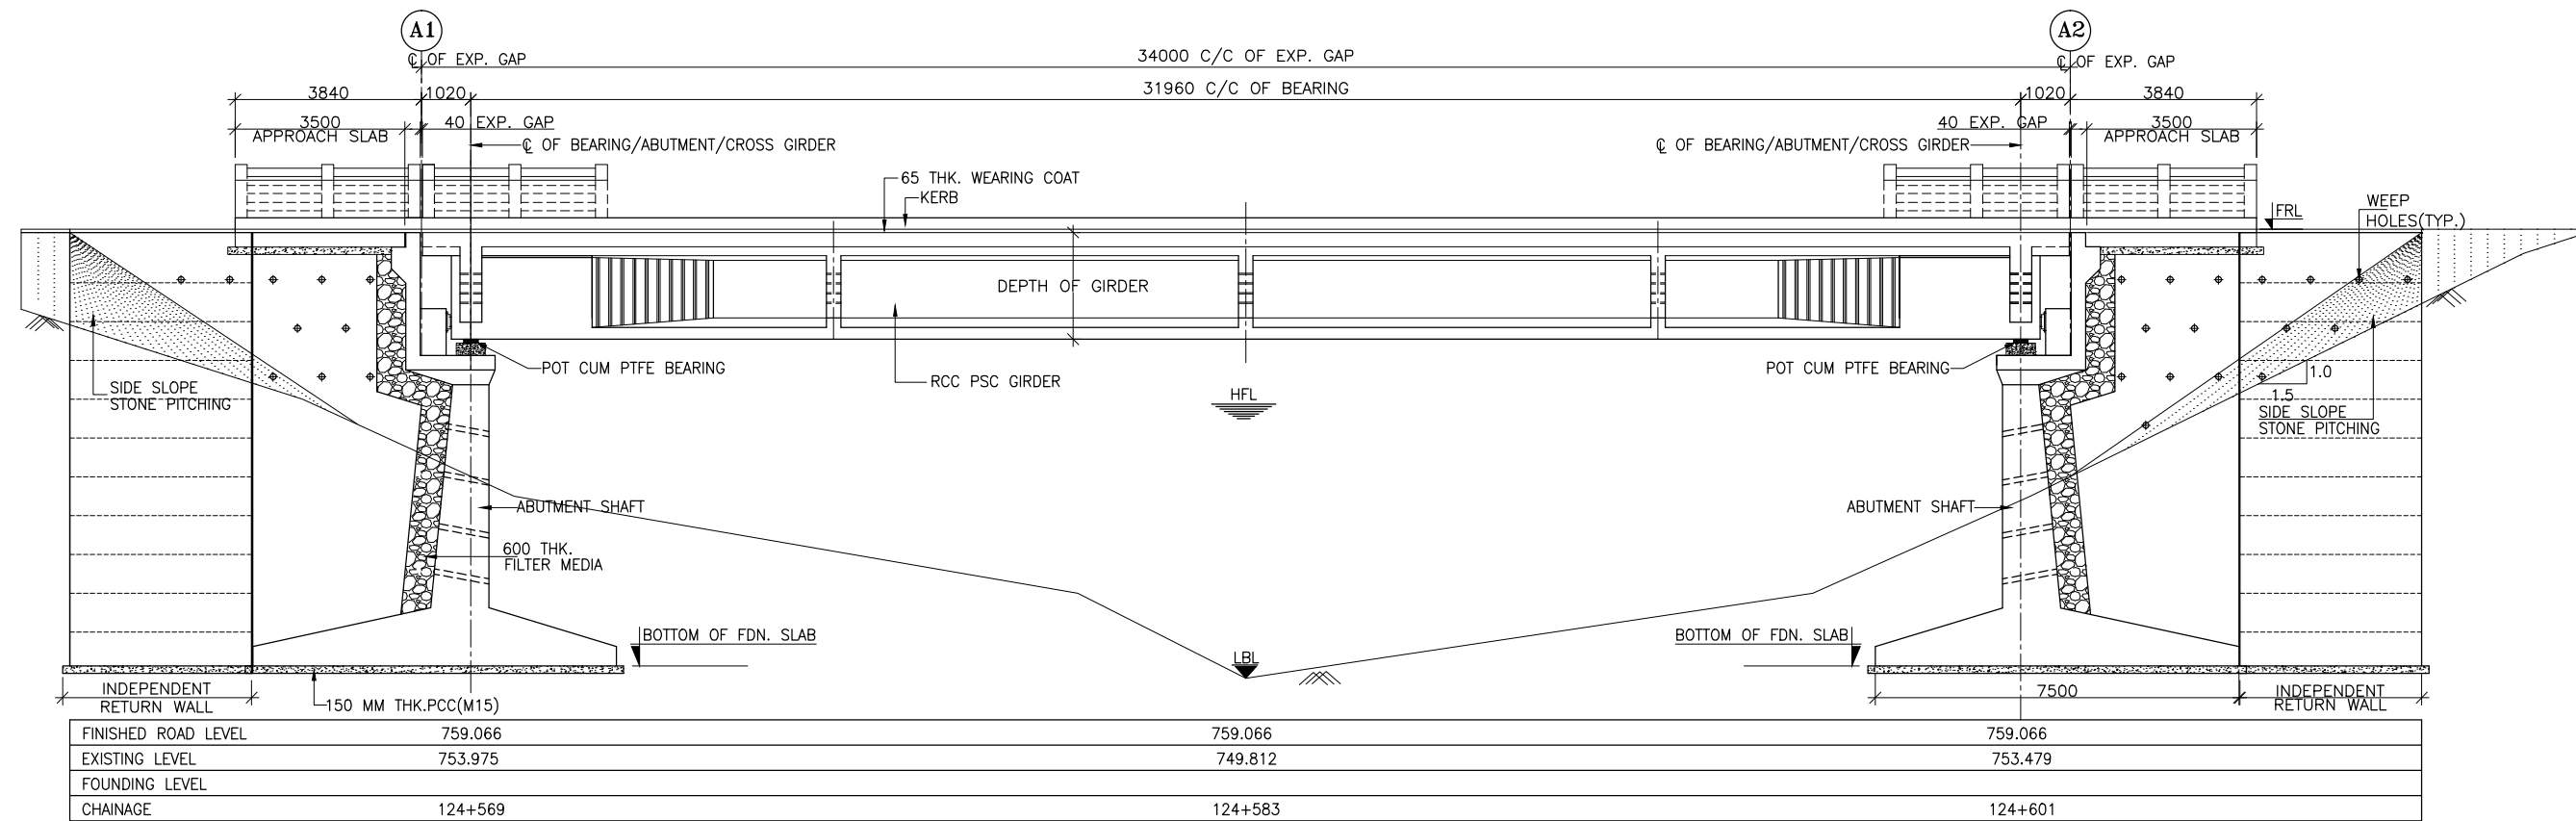 A1
A2
℄ OF EXP. GAP
34000 C/C OF EXP. GAP
℄ OF EXP. GAP
3840
1020
31960 C/C OF BEARING
1020
3840
3500
APPROACH SLAB
40 EXP. GAP
40 EXP. GAP
3500
APPROACH SLAB
℄ OF BEARING/ABUTMENT/CROSS GIRDER
℄ OF BEARING/ABUTMENT/CROSS GIRDER
65 THK. WEARING COAT
KERB
FRL
WEEP
HOLES(TYP.)
DEPTH OF GIRDER
POT CUM PTFE BEARING
RCC PSC GIRDER
POT CUM PTFE BEARING
SIDE SLOPE
STONE PITCHING
HFL
1.0
1.5
SIDE SLOPE
STONE PITCHING
ABUTMENT SHAFT
ABUTMENT SHAFT
600 THK.
FILTER MEDIA
BOTTOM OF FDN. SLAB
BOTTOM OF FDN. SLAB
LBL
INDEPENDENT
RETURN WALL
150 MM THK.PCC(M15)
7500
INDEPENDENT
RETURN WALL
FINISHED ROAD LEVEL 759.066 759.066 759.066
EXISTING LEVEL 753.975 749.812 753.479
FOUNDING LEVEL
CHAINAGE 124+569 124+583 124+601